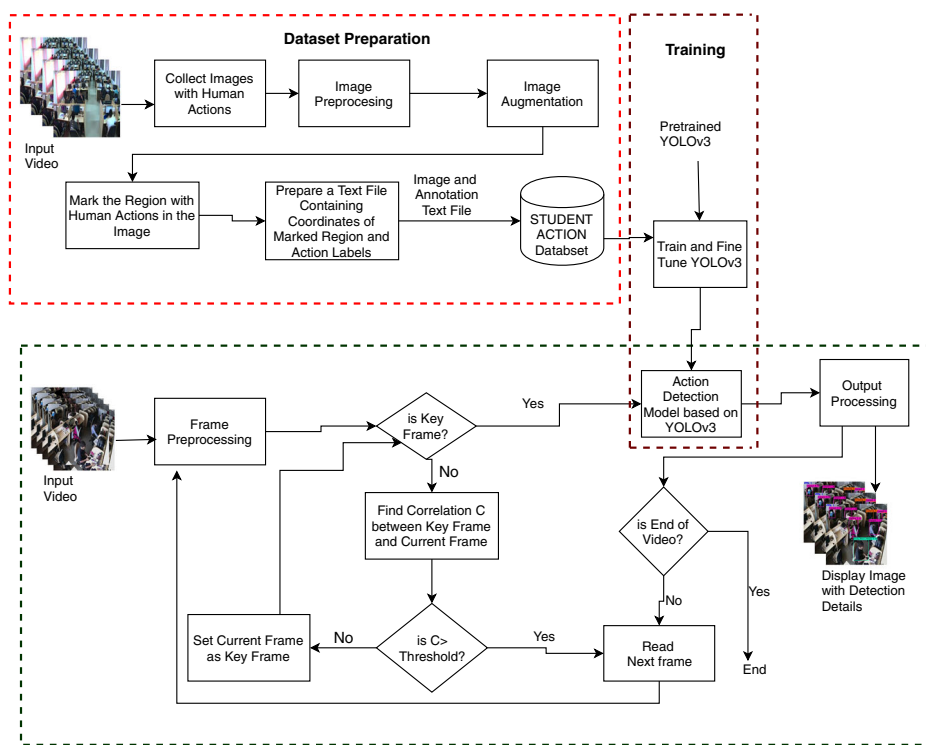 Dataset Preparation
Training
Input
Video
Collect Images
with Human
Actions
Image
Preprocesing
Image
Augmentation
Pretrained
YOLOv3
Mark the Region with
Human Actions in the
Image
Prepare a Text File
Containing
Coordinates of
Marked Region and
Action Labels
Image and
Annotation
Text File
STUDENT
ACTION
Databset
Train and Fine
Tune YOLOv3
Input
Video
Frame
Preprocessing
is Key
Frame?
Yes
Action
Detection
Model based on
YOLOv3
Output
Processing
No
Find Correlation C
between Key Frame
and Current Frame
is End of
Video?
Display Image
with Detection
Details
Yes
No
Set Current Frame
as Key Frame
No
is C>
Threshold?
Yes
Read
Next frame
End